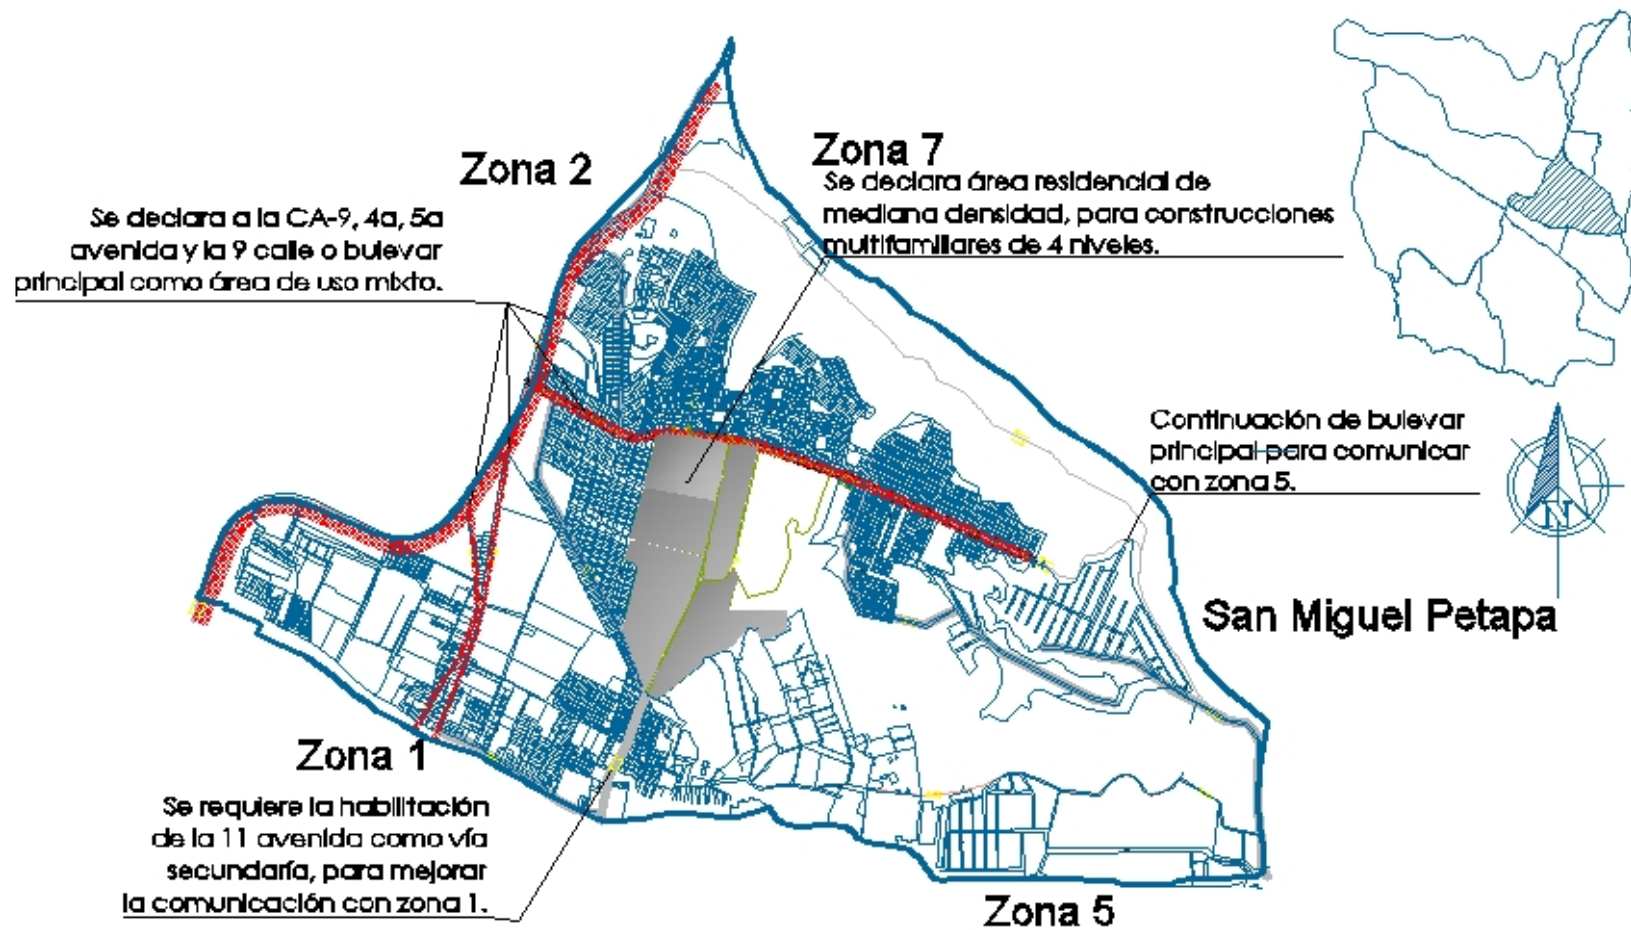 Zona 2
Se declara a la CA-9, 4a, 5a
avenida y la 9 calle o bulevar
principal como área de uso mixto.
Zona 7
Se declara área residencial de
mediana densidad, para construcciones
multifamiliares de 4 niveles.
Continuación de bulevar
principal para comunicar
con zona 5.
N
San Miguel Petapa
Zona 1
Se requiere la habilitación
de la 11 avenida como vía
secundaría, para mejorar
la comunicación con zona 1.
Zona 5